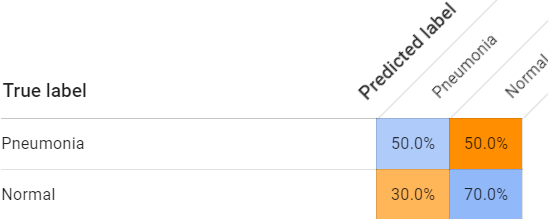 Predicted label
Pneumonia
Normal
True label
Pneumonia 50.0% 50.0%
Normal 30.0% 70.0%